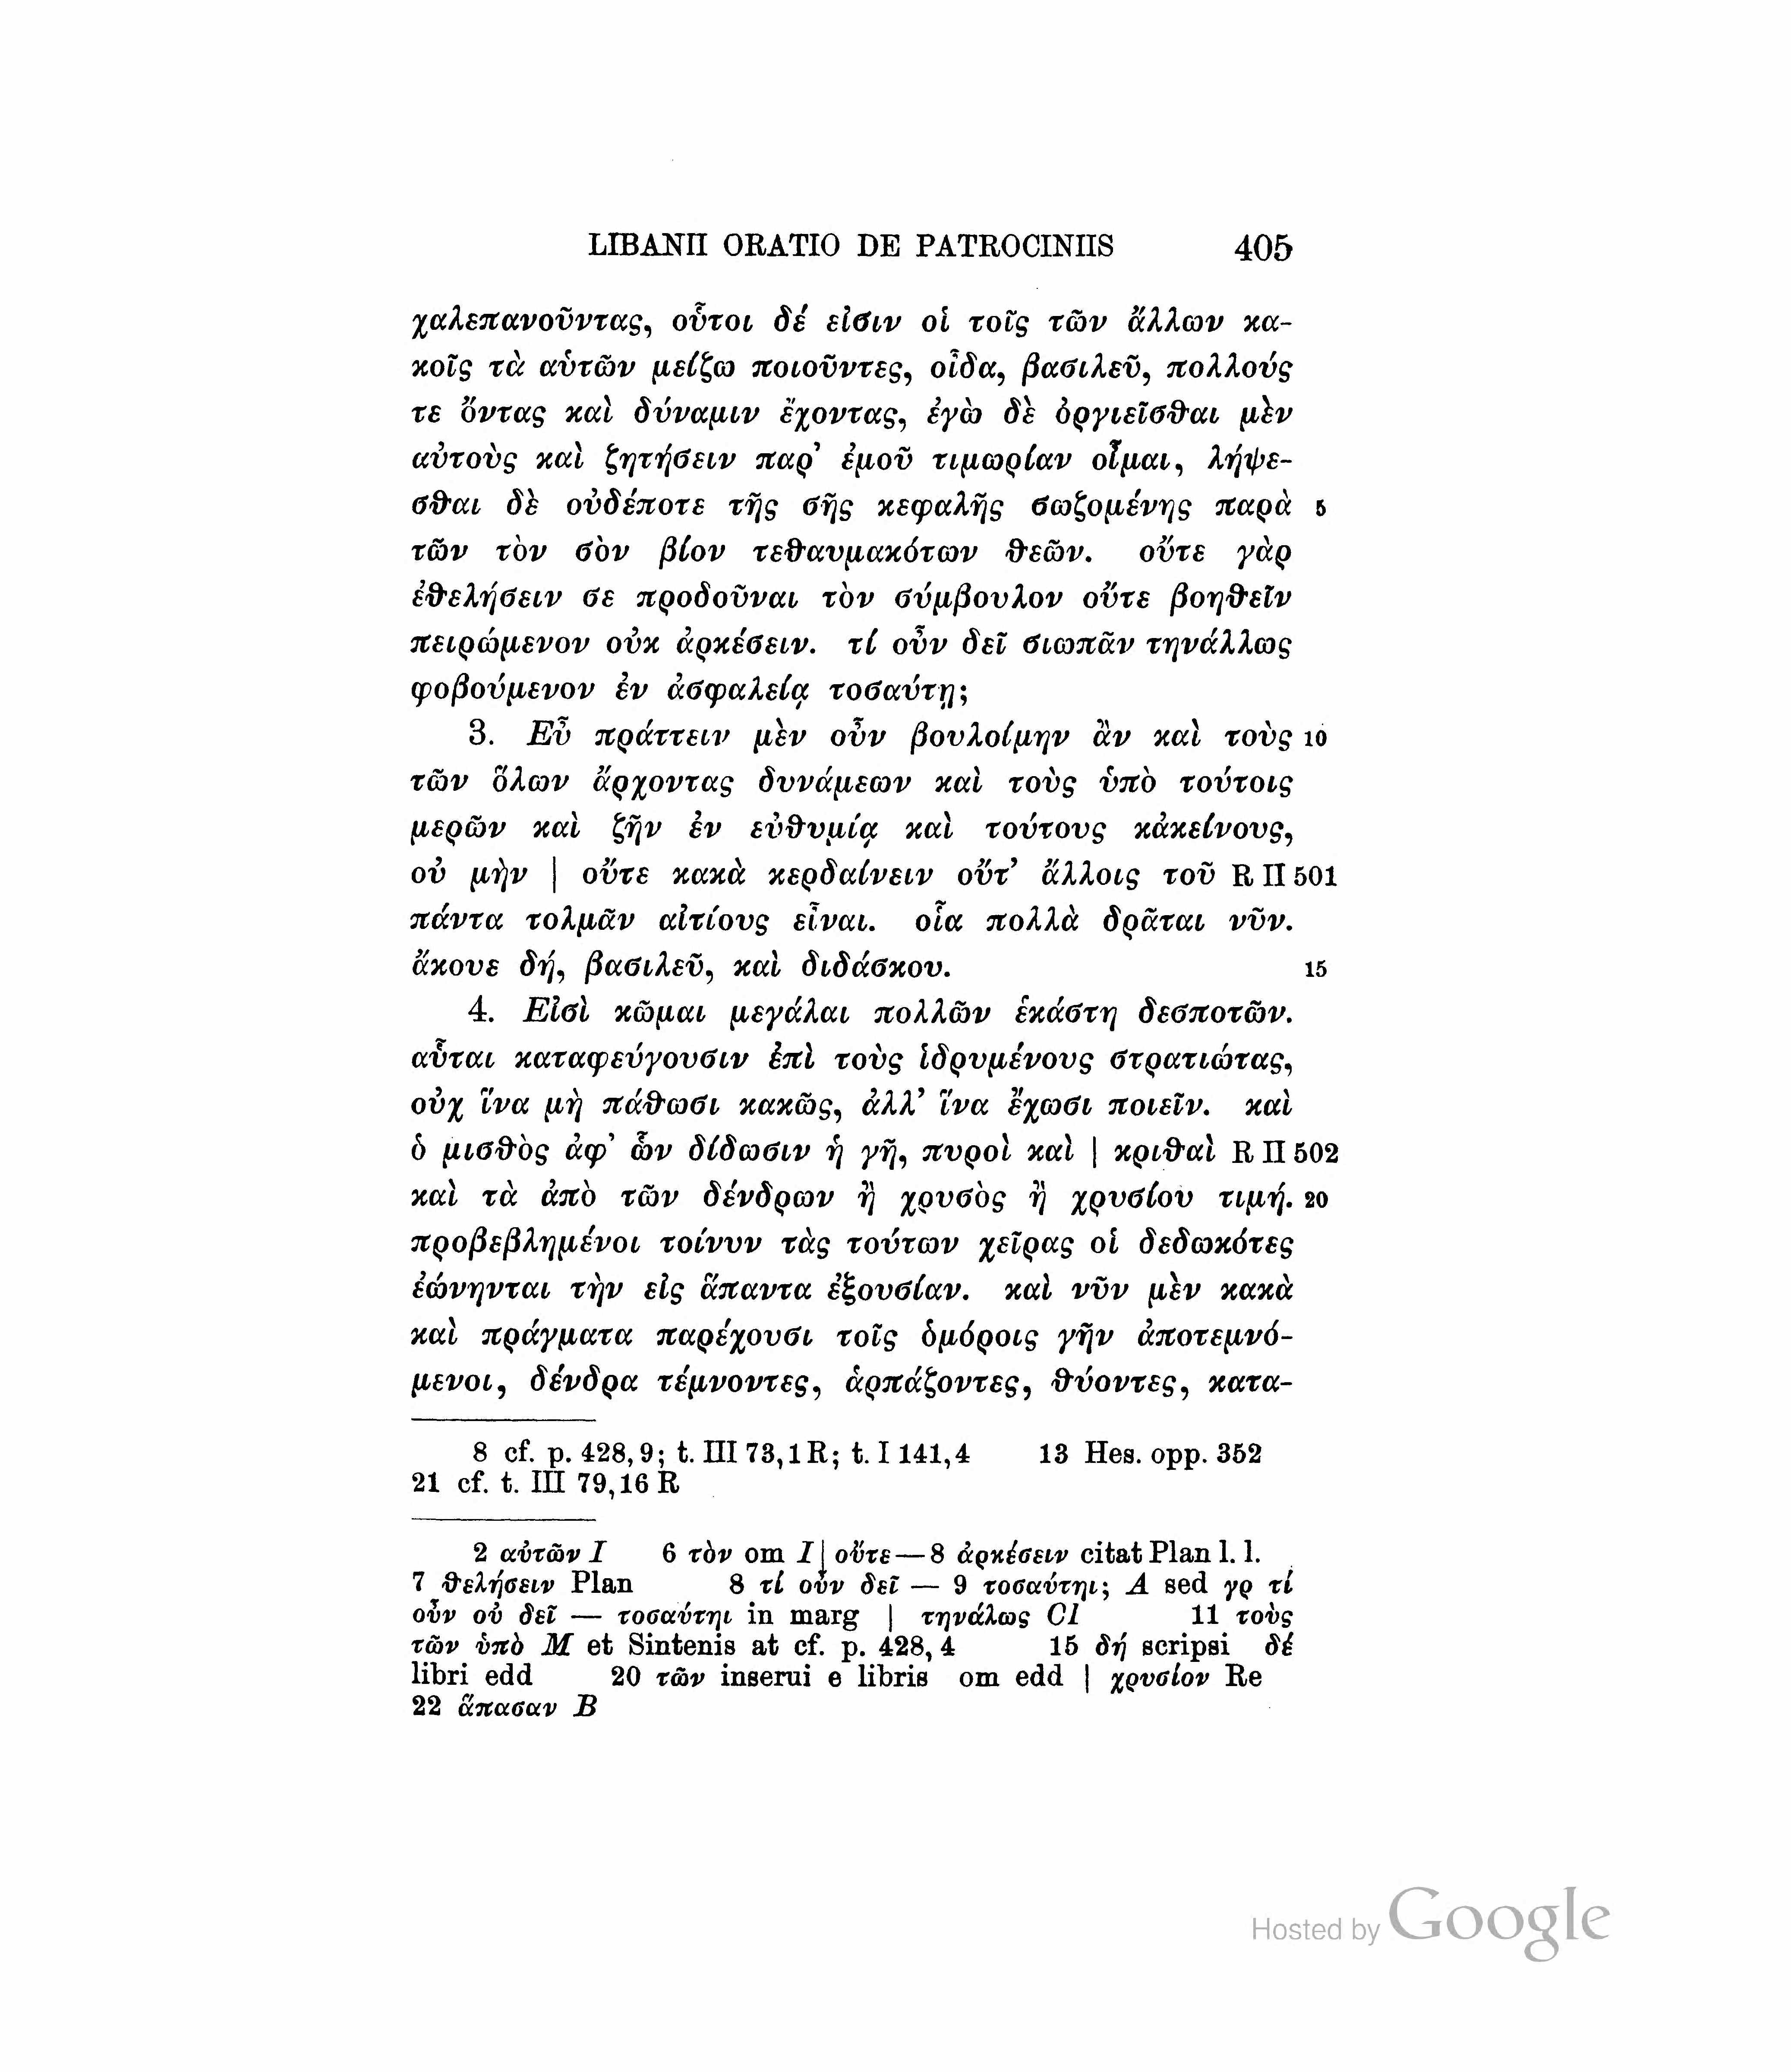 LIBANII ORATIO DE PATROCINIIS 405
χαλεπανοῦντας, οὗτοι δέ εἰσιν οἱ τοῖς τῶν ἄλλων κα-
κοῖς τὰ αὑτῶν μείζω ποιοῦντες, οἶδα, βασιλεῦ, πολλούς
τε ὄντας καὶ δύναμιν ἔχοντας, ἐγὼ δὲ ὀργιεῖσθαι μὲν
αὐτοὺς καὶ ζητήσειν παρ’ ἐμοῦ τιμωρίαν οἶμαι, λήψε-
σθαι δὲ οὐδέποτε τῆς σῆς κεφαλῆς σωζομένης παρὰ 5
τῶν τὸν σὸν βίον τεθαυμακότων θεῶν. οὔτε γὰρ
ἐθελήσειν σε προδοῦναι τὸν σύμβουλον οὔτε βοηθεῖν
πειρώμενον οὐκ ἀρκέσειν. τί οὖν δεῖ σιωπᾶν τηνάλλως
φοβούμενον ἐν ἀσφαλείᾳ τοσαύτῃ;
3. Εὖ πράττειν μὲν οὖν βουλοίμην ἂν καὶ τοὺς 10
τῶν ὅλων ἄρχοντας δυνάμεων καὶ τοὺς ὑπὸ τούτοις
μερῶν καὶ ζῆν ἐν εὐθυμίᾳ καὶ τούτους κἀκείνους,
οὐ μὴν | οὔτε κακὰ κερδαίνειν οὔτ’ ἄλλοις τοῦ R II 501
πάντα τολμᾶν αἰτίους εἶναι. οἷα πολλὰ δρᾶται νῦν.
ἄκουε δή, βασιλεῦ, καὶ διδάσκου. 15
4. Εἰσὶ κῶμαι μεγάλαι πολλῶν ἑκάστη δεσποτῶν.
αὗται καταφεύγουσιν ἐπὶ τοὺς ἱδρυμένους στρατιώτας,
οὐχ ἵνα μὴ πάθωσι κακῶς, ἀλλ’ ἵνα ἔχωσι ποιεῖν. καὶ
ὁ μισθὸς ἀφ’ ὧν δίδωσιν ἡ γῆ, πυροὶ καὶ | κριθαὶ R II 502
καὶ τὰ ἀπὸ τῶν δένδρων ἢ χρυσὸς ἢ χρυσίου τιμή. 20
προβεβλημένοι τοίνυν τὰς τούτων χεῖρας οἱ δεδωκότες
ἐώνηνται τὴν εἰς ἅπαντα ἐξουσίαν. καὶ νῦν μὲν κακὰ
καὶ πράγματα παρέχουσι τοῖς ὁμόροις γῆν ἀποτεμνό-
μενοι, δένδρα τέμνοντες, ἁρπάζοντες, θύοντες, κατα-
8 cf. p. 428, 9; t. III 73, 1 R; t. I 141, 4 13 Hes. opp. 352
21 cf. t. III 79, 16 R
2 αὐτῶν I 6 τὸν om I | οὔτε — 8 ἀρκέσειν citat Plan l. l.
7 θελήσειν Plan 8 τί οὖν δεῖ — 9 τοσαύτηι; A sed γρ τί
οὖν οὐ δεῖ — τοσαύτηι in marg | τηνάλως CI 11 τοὺς
τῶν ὑπὸ M et Sintenis at cf. p. 428, 4 15 δή scripsi δέ
libri edd 20 τῶν inserui e libris om edd | χρυσίον Re
22 ἅπασαν B
Hosted by Google